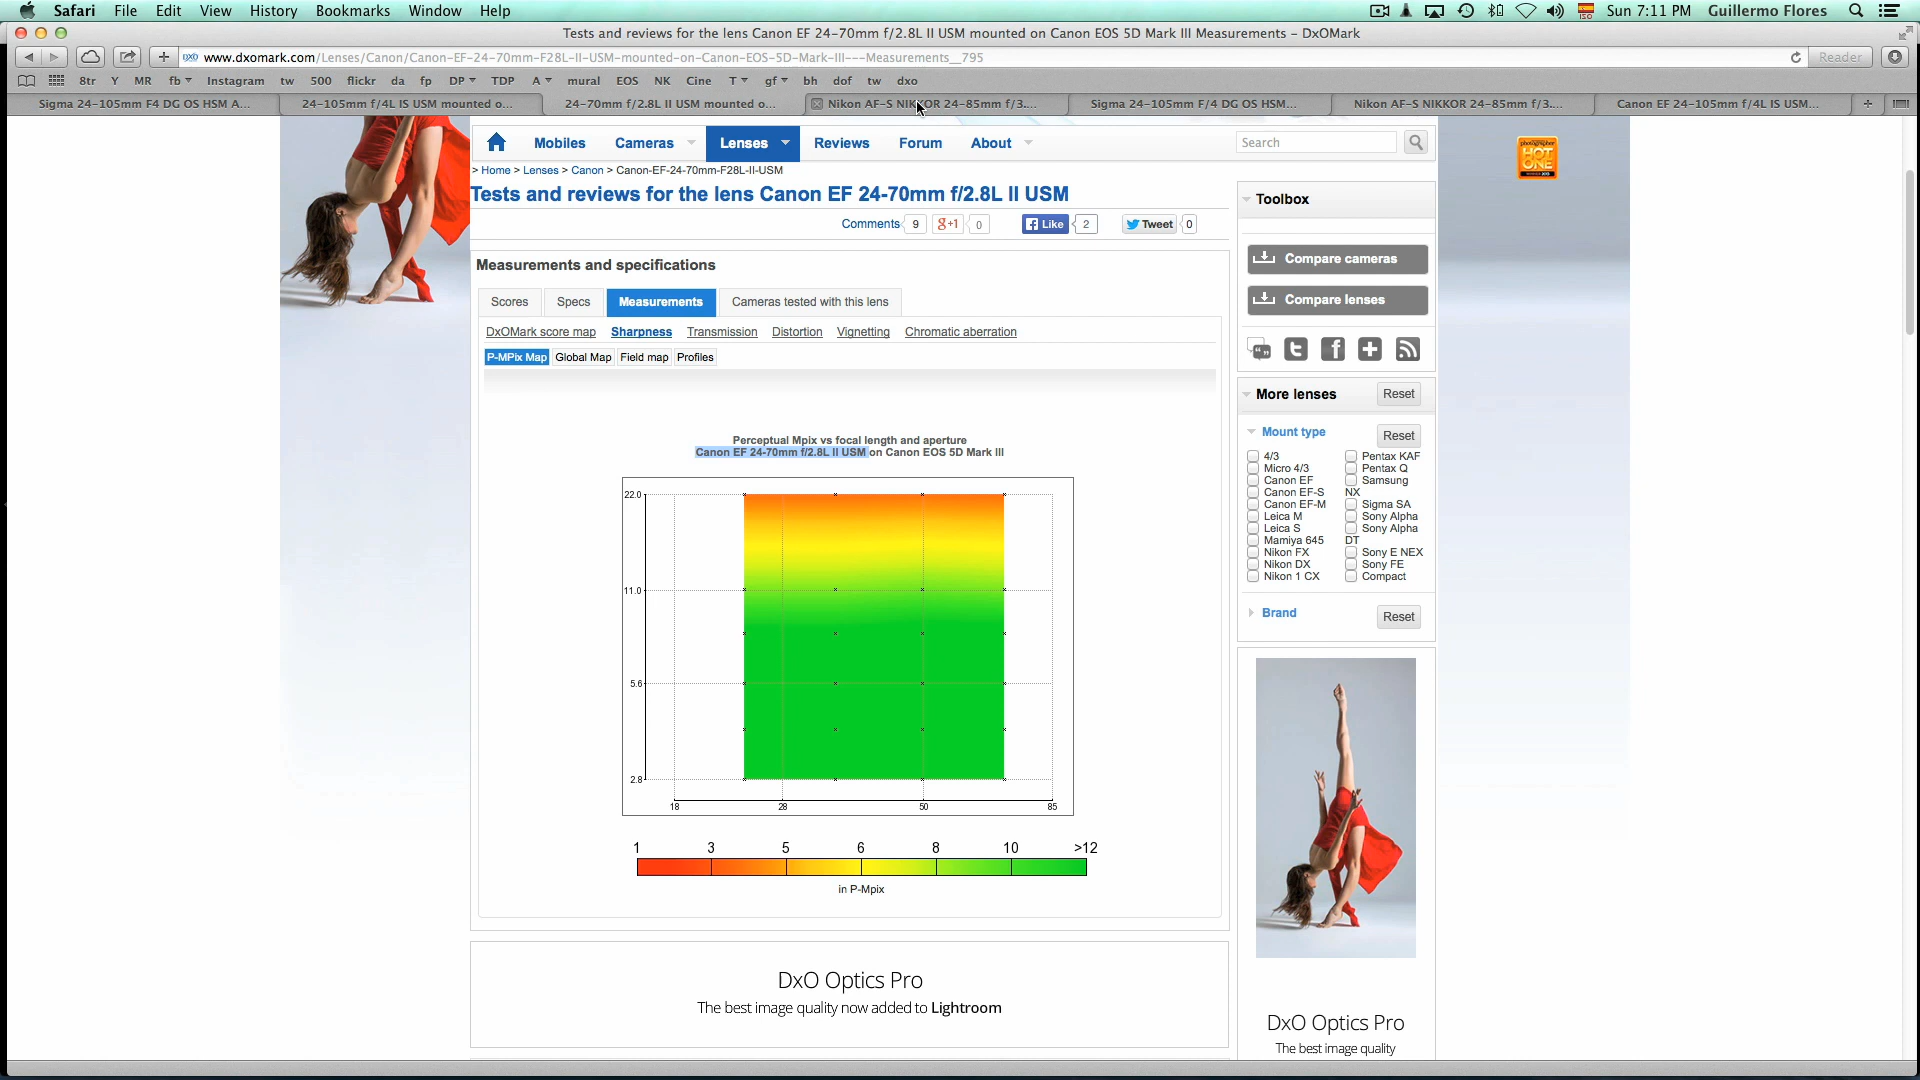 Safari File Edit View History Bookmarks Window Help Sun 7:11 PM Guillermo Flores
Tests and reviews for the lens Canon EF 24-70mm f/2.8L II USM mounted on Canon EOS 5D Mark III Measurements – DxOMark
www.dxomark.com/Lenses/Canon/Canon-EF-24-70mm-F28L-II-USM-mounted-on-Canon-EOS-5D-Mark-III---Measurements__795 Reader
8tr Y MR fb Instagram tw 500 flickr da fp DP TDP A mural EOS NK Cine T gf bh dof tw dxo
Sigma 24-105mm F4 DG OS HSM A... 24-105mm f/4L IS USM mounted o... 24-70mm f/2.8L II USM mounted o... Nikon AF-S NIKKOR 24-85mm f/3.... Sigma 24-105mm F/4 DG OS HSM... Nikon AF-S NIKKOR 24-85mm f/3.... Canon EF 24-105mm f/4L IS USM...
Mobiles Cameras Lenses Reviews Forum About Search
> Home > Lenses > Canon > Canon-EF-24-70mm-F28L-II-USM
Tests and reviews for the lens Canon EF 24-70mm f/2.8L II USM
Comments 9 g+1 0 Like 2 Tweet 0
Measurements and specifications
Scores Specs Measurements Cameras tested with this lens
DxOMark score map Sharpness Transmission Distortion Vignetting Chromatic aberration
P-MPix Map Global Map Field map Profiles
Perceptual Mpix vs focal length and aperture
Canon EF 24-70mm f/2.8L II USM on Canon EOS 5D Mark III
22.0
11.0
5.6
2.8
18 28 50 85
1 3 5 6 8 10 >12
in P-Mpix
DxO Optics Pro
The best image quality now added to Lightroom
Toolbox
Compare cameras
Compare lenses
More lenses Reset
Mount type Reset
4/3 Pentax KAF
Micro 4/3 Pentax Q
Canon EF Samsung
Canon EF-S NX
Canon EF-M Sigma SA
Leica M Sony Alpha
Leica S Sony Alpha
Mamiya 645 DT
Nikon FX Sony E NEX
Nikon DX Sony FE
Nikon 1 CX Compact
Brand Reset
DxO Optics Pro
The best image quality
HOT
ONE